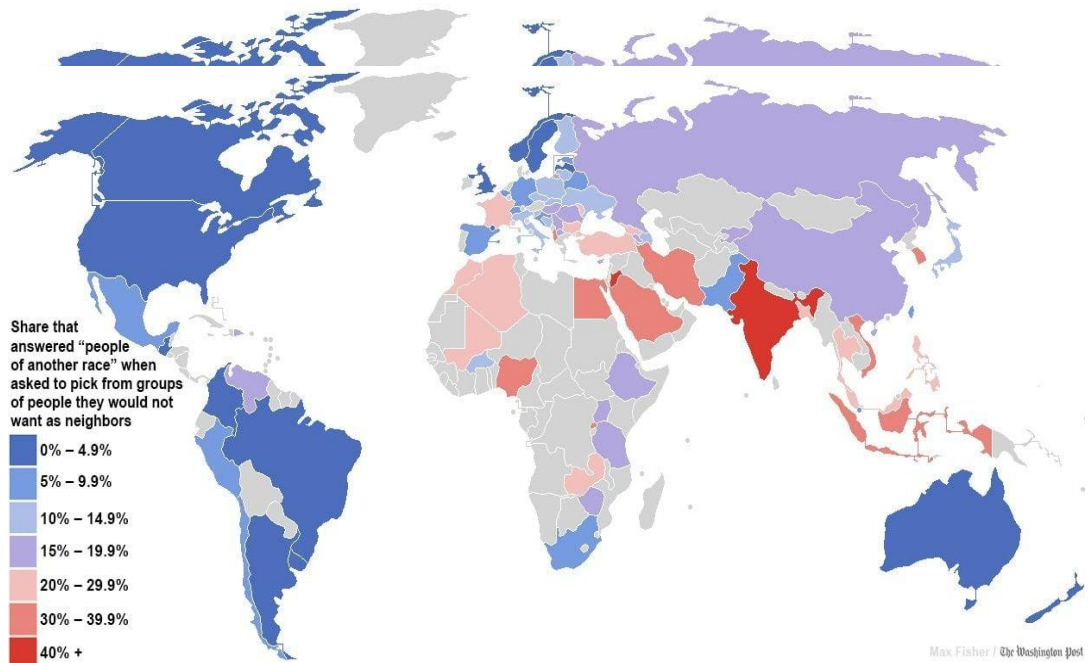 Share that
answered “people
of another race” when
asked to pick from groups
of people they would not
want as neighbors
0% – 4.9%
5% – 9.9%
10% – 14.9%
15% – 19.9%
20% – 29.9%
30% – 39.9%
40% +
Max Fisher / The Washington Post